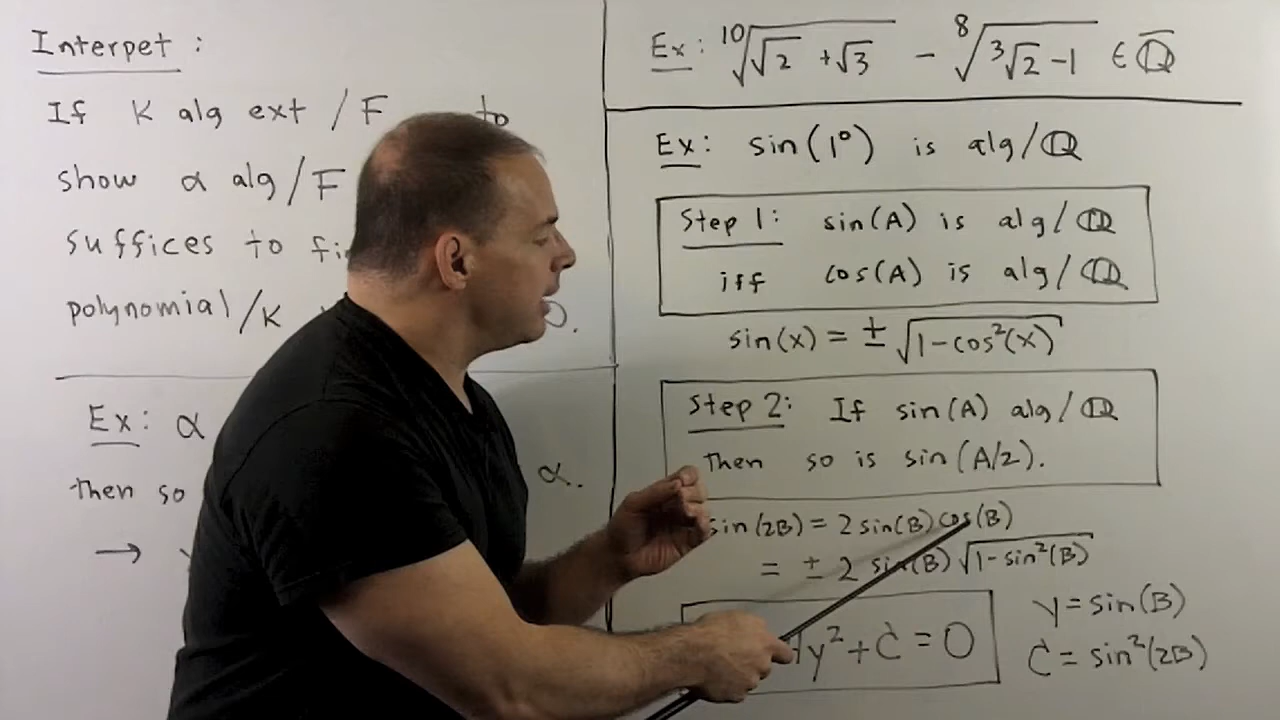 Interpet :
If K alg ext / F to
show α alg/F
suffices to
polynomial/K
Ex: α
then so α.
→
Ex: ¹⁰√(√2 + √3) - ⁸√(³√2 - 1) ∈ ℚ̅
Ex: sin(1°) is alg/ℚ
Step 1: sin(A) is alg/ℚ
iff cos(A) is alg/ℚ
sin(x) = ± √(1-cos²(x))
Step 2: If sin(A) alg/ℚ
then so is sin(A/2).
sin(2B) = 2 sin(B) cos(B)
= ± 2 sin(B) √(1-sin²(B))
y² + C = 0
y = sin(B)
C = sin²(2B)